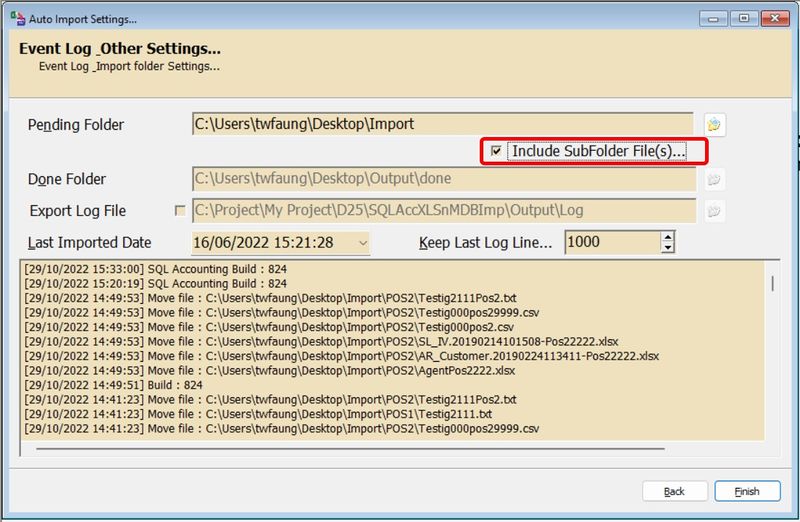 Auto Import Settings...
Event Log _Other Settings...
Event Log _Import folder Settings...
Pending Folder C:\Users\twfaung\Desktop\Import
Include SubFolder File(s)...
Done Folder C:\Users\twfaung\Desktop\Output\done
Export Log File C:\Project\My Project\D25\SQLAccXLSnMDBImp\Output\Log
Last Imported Date 16/06/2022 15:21:28 Keep Last Log Line... 1000
[29/10/2022 15:33:00] SQL Accounting Build : 824
[29/10/2022 15:20:19] SQL Accounting Build : 824
[29/10/2022 14:49:53] Move file : C:\Users\twfaung\Desktop\Import\POS2\Testig2111Pos2.txt
[29/10/2022 14:49:53] Move file : C:\Users\twfaung\Desktop\Import\POS2\Testig000pos29999.csv
[29/10/2022 14:49:53] Move file : C:\Users\twfaung\Desktop\Import\POS2\Testig000pos2.csv
[29/10/2022 14:49:53] Move file : C:\Users\twfaung\Desktop\Import\POS2\SL_IV.20190214101508-Pos22222.xlsx
[29/10/2022 14:49:53] Move file : C:\Users\twfaung\Desktop\Import\POS2\AR_Customer.20190224113411-Pos22222.xlsx
[29/10/2022 14:49:53] Move file : C:\Users\twfaung\Desktop\Import\POS2\AgentPos2222.xlsx
[29/10/2022 14:49:51] Build : 824
[29/10/2022 14:41:23] Move file : C:\Users\twfaung\Desktop\Import\POS2\Testig2111Pos2.txt
[29/10/2022 14:41:23] Move file : C:\Users\twfaung\Desktop\Import\POS1\Testig2111.txt
[29/10/2022 14:41:23] Move file : C:\Users\twfaung\Desktop\Import\POS2\Testig000pos29999.csv
Back Finish